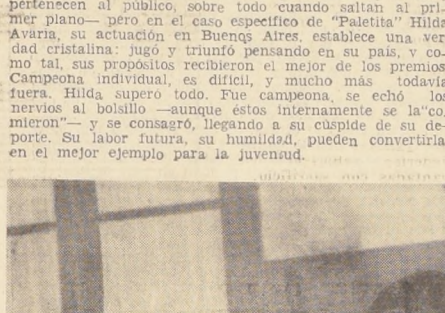 pertenecen al público, sobre todo cuando saltan al pri
mer plano— pero en el caso específico de "Paletita" Hilda
Avaria, su actuación en Buenqs Aires, establece una ver
dad cristalina: jugó y triunfó pensando en su país, y co-
mo tal, sus propósitos recibieron el mejor de los premios
Campeona individual, es difícil, y mucho más todavía
fuera. Hilda superó todo. Fue campeona, se echó los
nervios al bolsillo —aunque éstos internamente se la"co
mieron"— y se consagró, llegando a su cúspide de su de-
porte. Su labor futura, su humildad, pueden convertirla
en el mejor ejemplo para la juvensud.